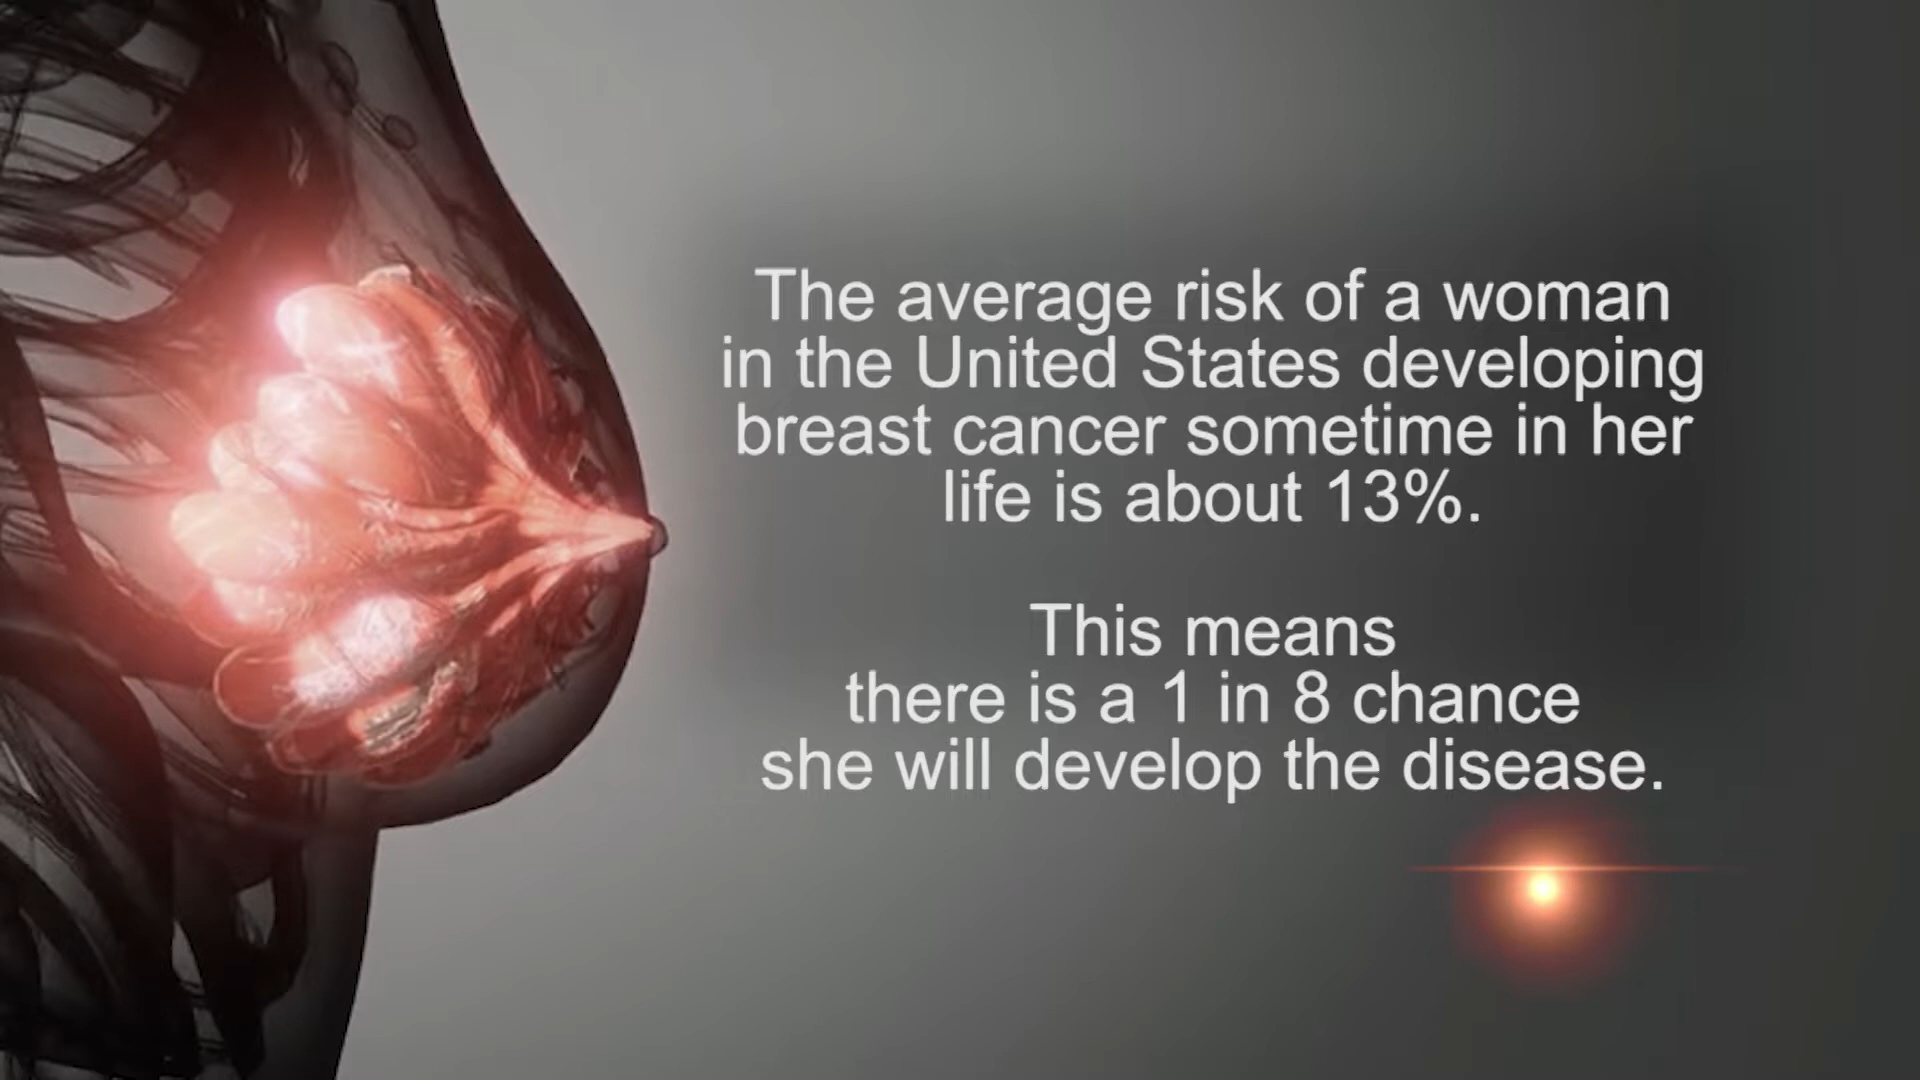 The average risk of a woman
in the United States developing
breast cancer sometime in her
life is about 13%.
This means
there is a 1 in 8 chance
she will develop the disease.